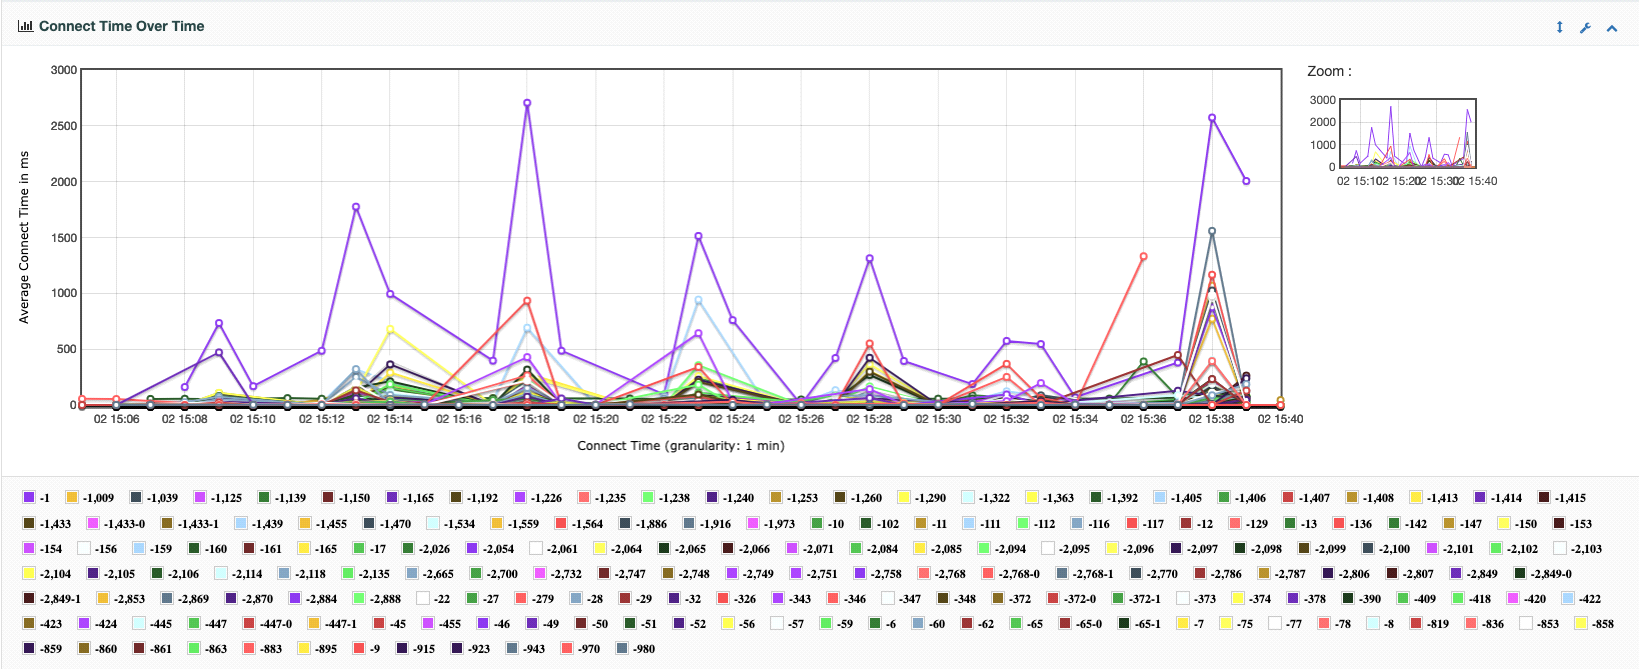 Connect Time Over Time
Zoom :
3000
2500
2000
1500
1000
500
0
Average Connect Time in ms
02 15:06 02 15:08 02 15:10 02 15:12 02 15:14 02 15:16 02 15:18 02 15:20 02 15:22 02 15:24 02 15:26 02 15:28 02 15:30 02 15:32 02 15:34 02 15:36 02 15:38 02 15:40
Connect Time (granularity: 1 min)
3000
2000
1000
0
02 15:10 02 15:20 02 15:30 02 15:40
-1 -1,009 -1,039 -1,125 -1,139 -1,150 -1,165 -1,192 -1,226 -1,235 -1,238 -1,240 -1,253 -1,260 -1,290 -1,322 -1,363 -1,392 -1,405 -1,406 -1,407 -1,408 -1,413 -1,414 -1,415
-1,433 -1,433-0 -1,433-1 -1,439 -1,455 -1,470 -1,534 -1,559 -1,564 -1,886 -1,916 -1,973 -10 -102 -11 -111 -112 -116 -117 -12 -129 -13 -136 -142 -147 -150 -153
-154 -156 -159 -160 -161 -165 -17 -2,026 -2,054 -2,061 -2,064 -2,065 -2,066 -2,071 -2,084 -2,085 -2,094 -2,095 -2,096 -2,097 -2,098 -2,099 -2,100 -2,101 -2,102 -2,103
-2,104 -2,105 -2,106 -2,114 -2,118 -2,135 -2,665 -2,700 -2,732 -2,747 -2,748 -2,749 -2,751 -2,758 -2,768 -2,768-0 -2,768-1 -2,770 -2,786 -2,787 -2,806 -2,807 -2,849 -2,849-0
-2,849-1 -2,853 -2,869 -2,870 -2,884 -2,888 -22 -27 -279 -28 -29 -32 -326 -343 -346 -347 -348 -372 -372-0 -372-1 -373 -374 -378 -390 -409 -418 -420 -422
-423 -424 -445 -447 -447-0 -447-1 -45 -455 -46 -49 -50 -51 -52 -56 -57 -59 -6 -60 -62 -65 -65-0 -65-1 -7 -75 -77 -78 -8 -819 -836 -853 -858
-859 -860 -861 -863 -883 -895 -9 -915 -923 -943 -970 -980